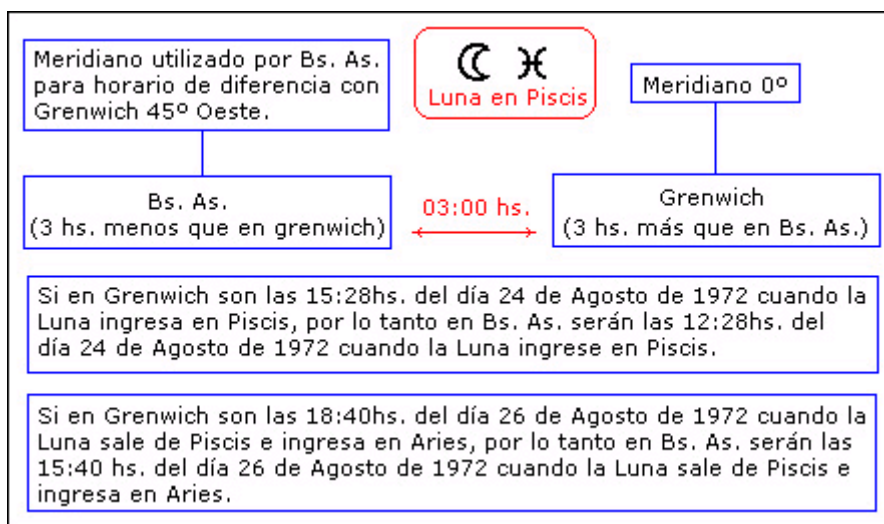 Meridiano utilizado por Bs. As.
para horario de diferencia con
Grenwich 45º Oeste.
Luna en Piscis
Meridiano 0º
Bs. As.
(3 hs. menos que en grenwich)
03:00 hs.
Grenwich
(3 hs. más que en Bs. As.)
Si en Grenwich son las 15:28hs. del día 24 de Agosto de 1972 cuando la
Luna ingresa en Piscis, por lo tanto en Bs. As. serán las 12:28hs. del
día 24 de Agosto de 1972 cuando la Luna ingrese en Piscis.
Si en Grenwich son las 18:40hs. del día 26 de Agosto de 1972 cuando la
Luna sale de Piscis e ingresa en Aries, por lo tanto en Bs. As. serán las
15:40 hs. del día 26 de Agosto de 1972 cuando la Luna sale de Piscis e
ingresa en Aries.